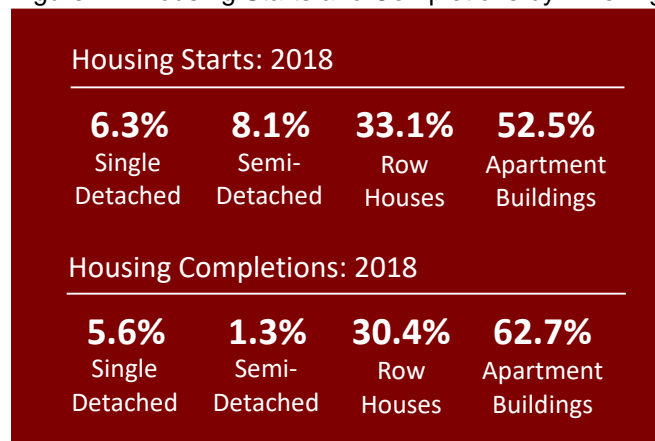 Housing Starts: 2018
6.3% 8.1% 33.1% 52.5%
Single Semi- Row Apartment
Detached Detached Houses Buildings
Housing Completions: 2018
5.6% 1.3% 30.4% 62.7%
Single Semi- Row Apartment
Detached Detached Houses Buildings